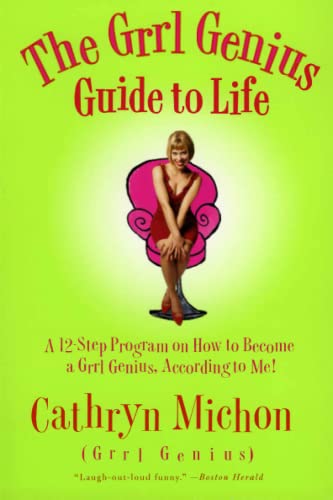 The Grrl Genius
Guide to Life
A 12-Step Program on How to Become
a Grrl Genius, According to Me!
Cathryn Michon
(Grrl Genius)
"Laugh-out-loud funny." —Boston Herald